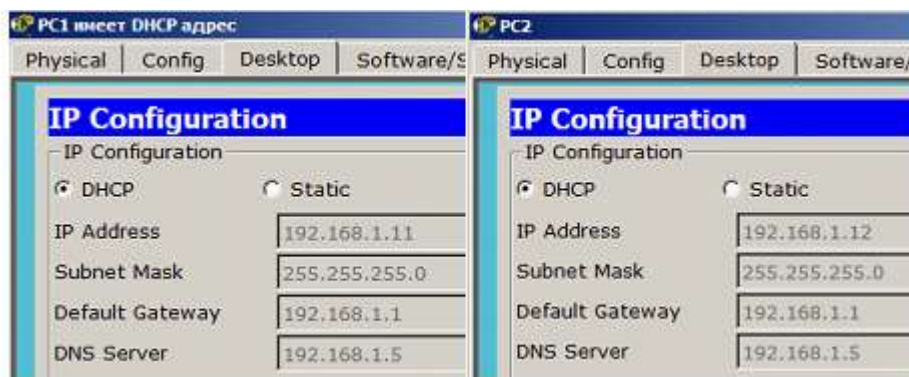 PC1 имеет DHCP адрес
Physical Config Desktop Software/S
IP Configuration
IP Configuration
DHCP Static
IP Address 192.168.1.11
Subnet Mask 255.255.255.0
Default Gateway 192.168.1.1
DNS Server 192.168.1.5
PC2
Physical Config Desktop Software/
IP Configuration
IP Configuration
DHCP Static
IP Address 192.168.1.12
Subnet Mask 255.255.255.0
Default Gateway 192.168.1.1
DNS Server 192.168.1.5